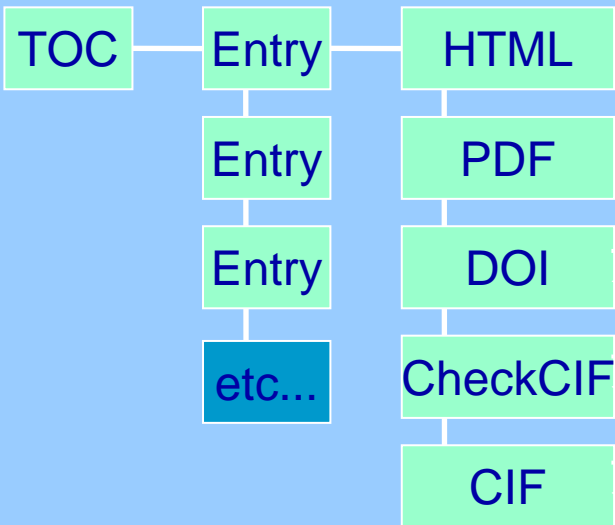 TOC Entry HTML
Entry PDF
Entry DOI
etc... CheckCIF
CIF